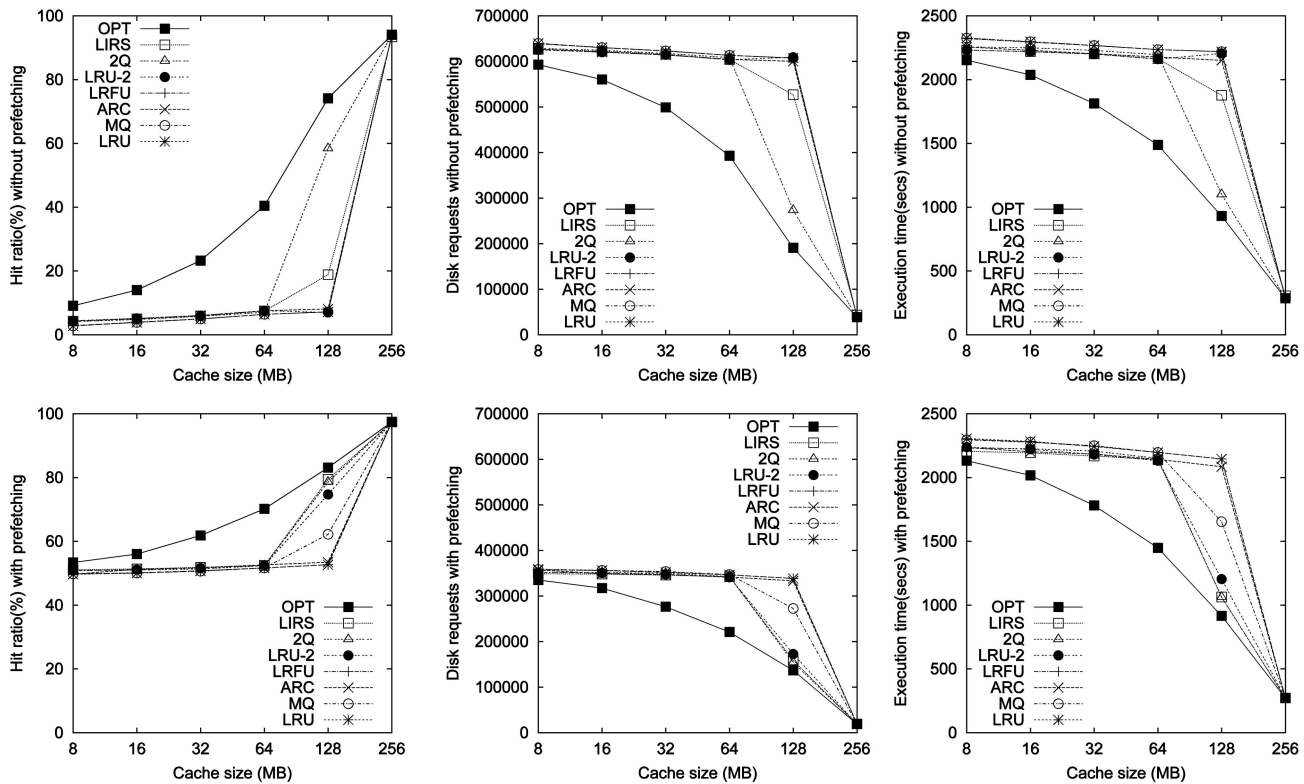 Hit ratio(%) without prefetching
100
80
60
40
20
0
OPT
LIRS
2Q
LRU-2
LRFU
ARC
MQ
LRU
8 16 32 64 128 256
Cache size (MB)
Disk requests without prefetching
700000
600000
500000
400000
300000
200000
100000
0
OPT
LIRS
2Q
LRU-2
LRFU
ARC
MQ
LRU
8 16 32 64 128 256
Cache size (MB)
Execution time(secs) without prefetching
2500
2000
1500
1000
500
0
OPT
LIRS
2Q
LRU-2
LRFU
ARC
MQ
LRU
8 16 32 64 128 256
Cache size (MB)
Hit ratio(%) with prefetching
100
80
60
40
20
0
OPT
LIRS
2Q
LRU-2
LRFU
ARC
MQ
LRU
8 16 32 64 128 256
Cache size (MB)
Disk requests with prefetching
700000
600000
500000
400000
300000
200000
100000
0
OPT
LIRS
2Q
LRU-2
LRFU
ARC
MQ
LRU
8 16 32 64 128 256
Cache size (MB)
Execution time(secs) with prefetching
2500
2000
1500
1000
500
0
OPT
LIRS
2Q
LRU-2
LRFU
ARC
MQ
LRU
8 16 32 64 128 256
Cache size (MB)